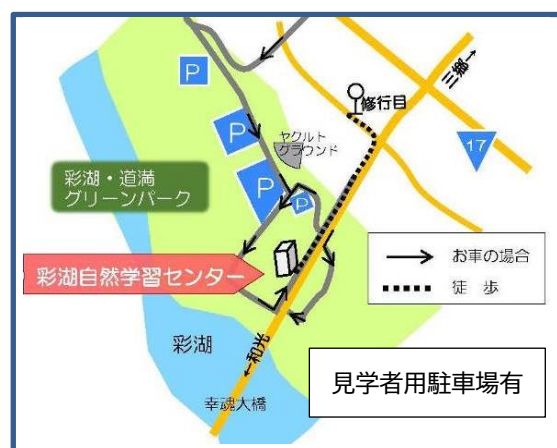 三郷→
修行目
17
P
ヤクルト
グラウンド
P
P
P
彩湖・道満
グリーンパーク
お車の場合
徒 歩
彩湖自然学習センター
彩湖
←和光
見学者用駐車場有
幸魂大橋